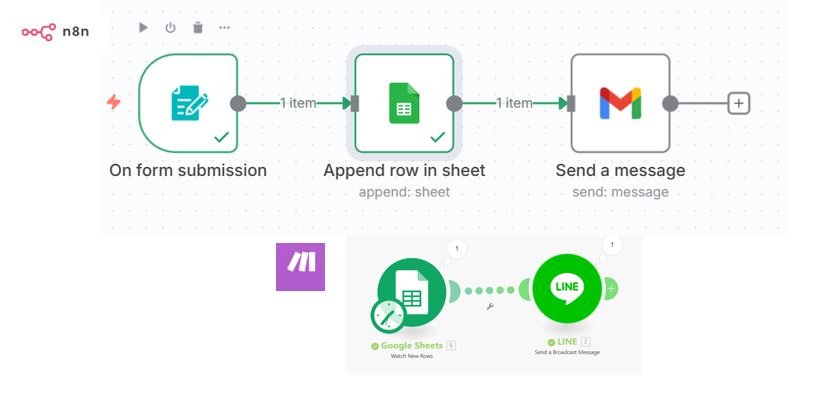 n8n
1 item
1 item
On form submission
Append row in sheet
Send a message
append: sheet
send: message
1
1
LINE
Google Sheets 6
LINE 2
Watch New Rows
Send a Broadcast Message